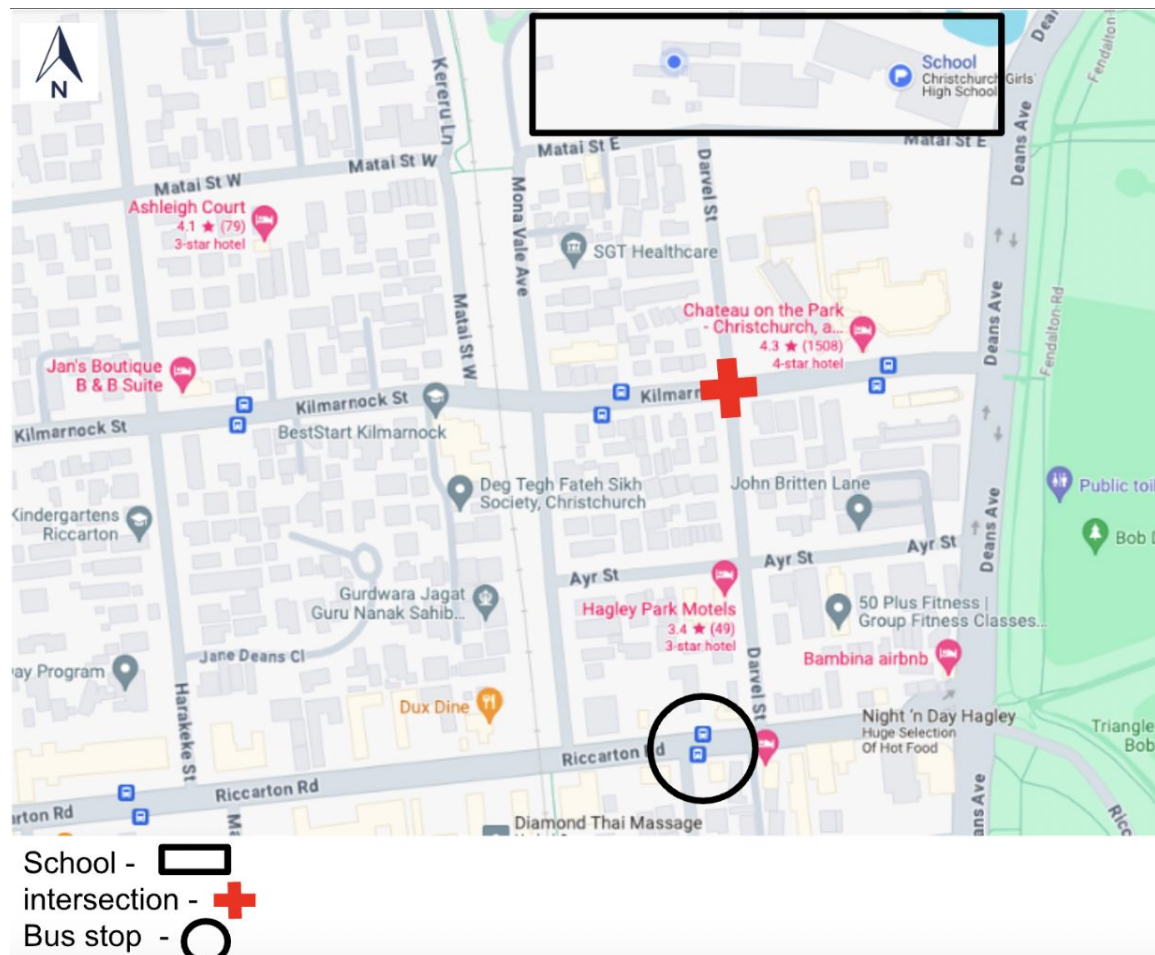 N
Kereru Ln
School
Christchurch Girls'
High School
Deans Ave
Matai St E
Matai St E
Matai St W
Matai St W
Darvel St
Mona Vale Ave
Deans Ave
Ashleigh Court
4.1 ★ (79)
3-star hotel
SGT Healthcare
Fendalton Rd
Matai St W
Deans Ave
Chateau on the Park
- Christchurch, a...
4.3 ★ (1508)
4-star hotel
Jan's Boutique
B & B Suite
Kilmarnock St
Kilmarnock St
BestStart Kilmarnock
Deg Tegh Fateh Sikh
Society, Christchurch
John Britten Lane
Public toi
Deans Ave
Kindergartens
Riccarton
Bob
Ayr St
Ayr St
Ayr St
Gurdwara Jagat
Guru Nanak Sahib...
Hagley Park Motels
3.4 ★ (49)
3-star hotel
50 Plus Fitness |
Group Fitness Classes...
Jane Deans Cl
Bambina airbnb
ay Program
Darvel St
Harakeke St
Dux Dine
Night 'n Day Hagley
Huge Selection
Of Hot Food
Triangle
Bob
Riccarton Rd
Riccarton Rd
arton Rd
ans Ave
Ricc
Diamond Thai Massage
School -
intersection -
Bus stop -